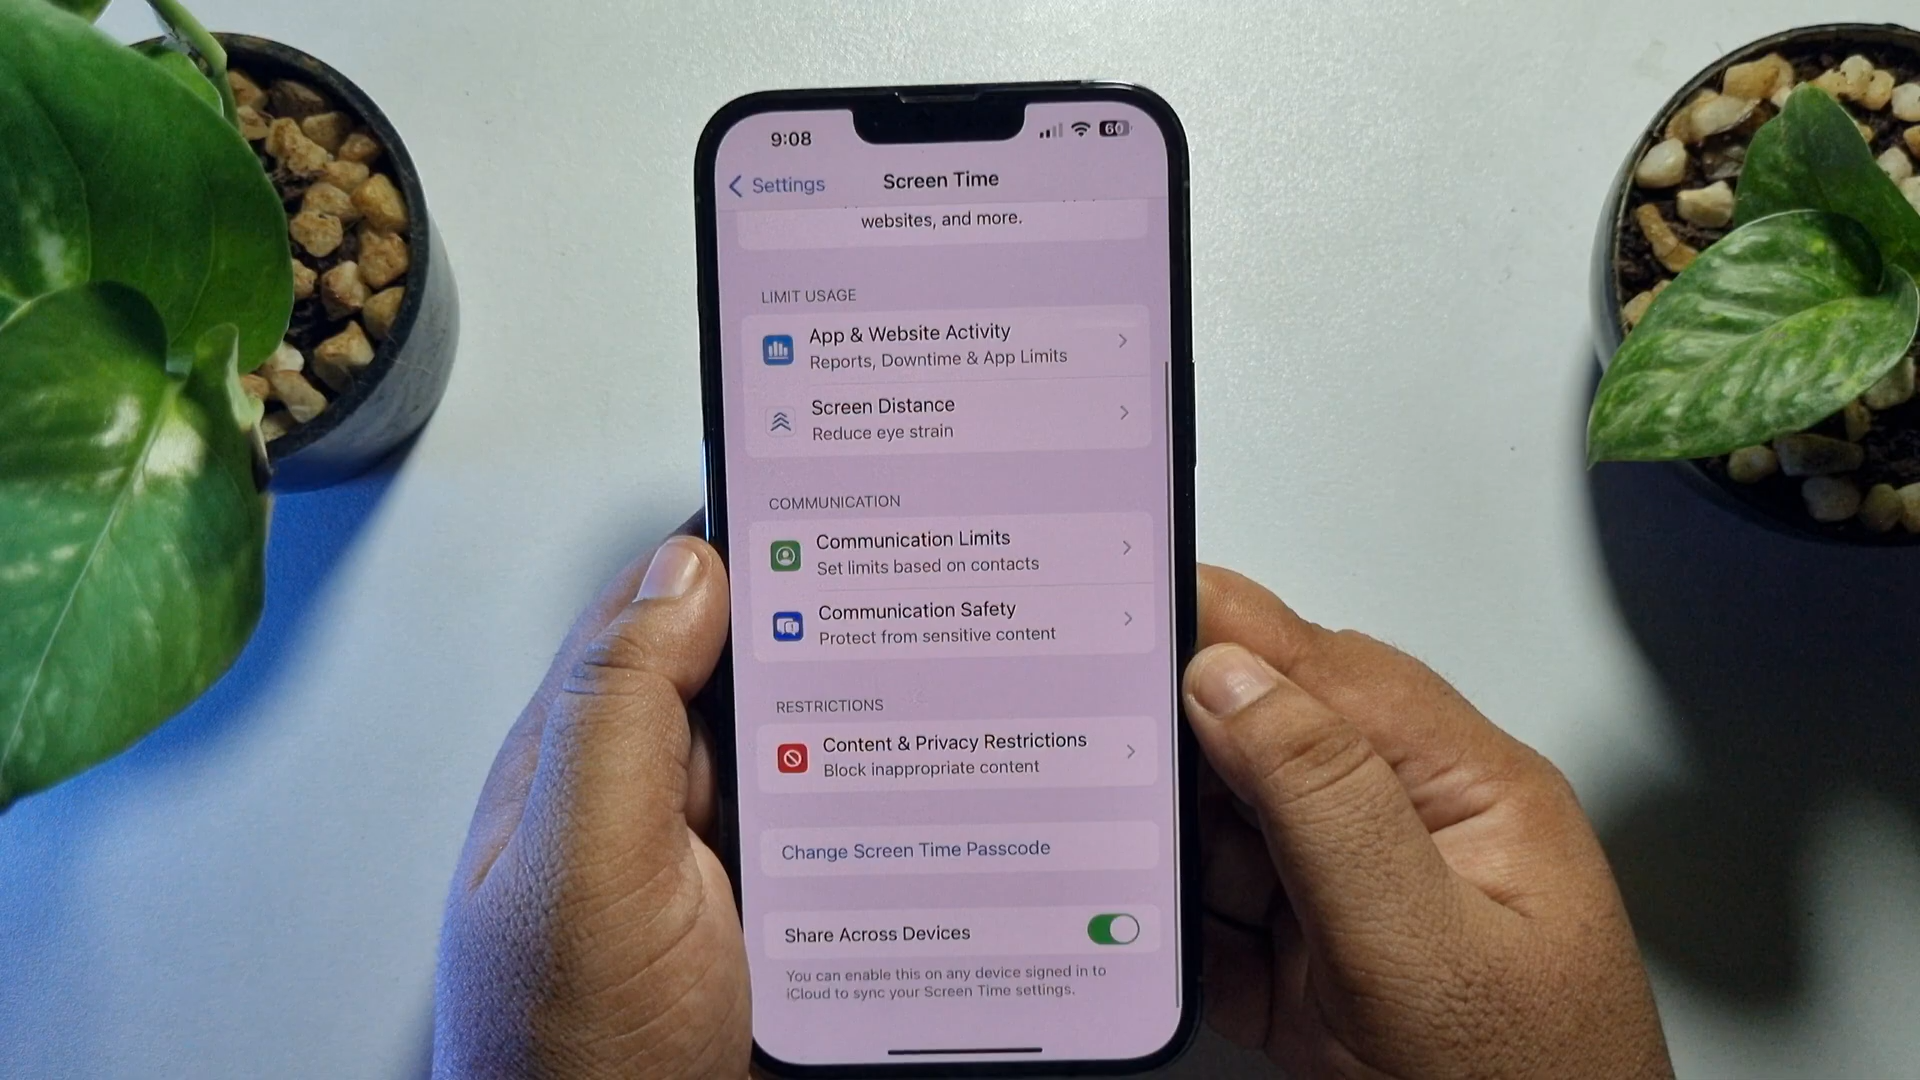 9:08
60
Settings
Screen Time
websites, and more.
LIMIT USAGE
App & Website Activity
Reports, Downtime & App Limits
Screen Distance
Reduce eye strain
COMMUNICATION
Communication Limits
Set limits based on contacts
Communication Safety
Protect from sensitive content
RESTRICTIONS
Content & Privacy Restrictions
Block inappropriate content
Change Screen Time Passcode
Share Across Devices
You can enable this on any device signed in to
iCloud to sync your Screen Time settings.